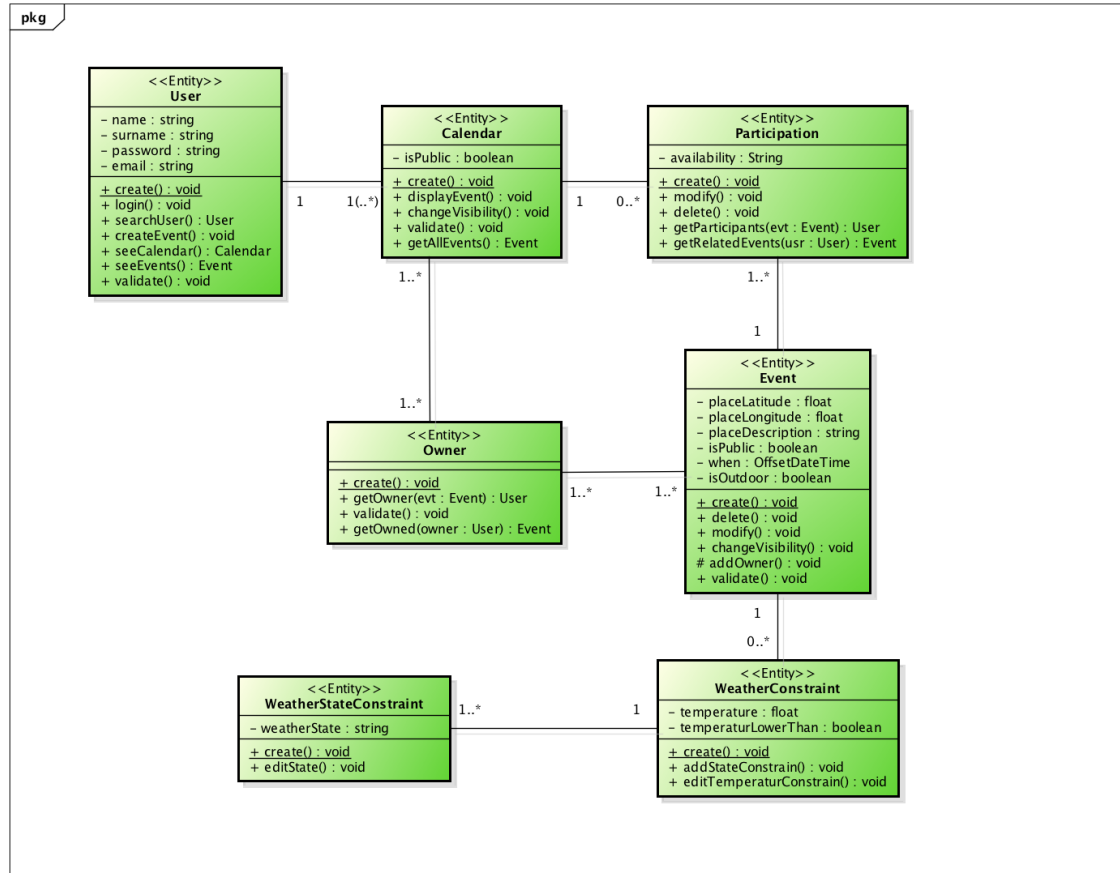 pkg
<<Entity>>
User
- name : string
- surname : string
- password : string
- email : string
+ create() : void
+ login() : void
+ searchUser() : User
+ createEvent() : void
+ seeCalendar() : Calendar
+ seeEvents() : Event
+ validate() : void
1
1(..*)
<<Entity>>
Calendar
- isPublic : boolean
+ create() : void
+ displayEvent() : void
+ changeVisibility() : void
+ validate() : void
+ getAllEvents() : Event
1
0..*
<<Entity>>
Participation
- availability : String
+ create() : void
+ modify() : void
+ delete() : void
+ getParticipants(evt : Event) : User
+ getRelatedEvents(usr : User) : Event
1..*
1..*
1..*
1
<<Entity>>
Owner
+ create() : void
+ getOwner(evt : Event) : User
+ validate() : void
+ getOwned(owner : User) : Event
1..*
1..*
<<Entity>>
Event
- placeLatitude : float
- placeLongitude : float
- placeDescription : string
- isPublic : boolean
- when : OffsetDateTime
- isOutdoor : boolean
+ create() : void
+ delete() : void
+ modify() : void
+ changeVisibility() : void
# addOwner() : void
+ validate() : void
1
0..*
<<Entity>>
WeatherStateConstraint
- weatherState : string
+ create() : void
+ editState() : void
1..*
1
<<Entity>>
WeatherConstraint
- temperature : float
- temperaturLowerThan : boolean
+ create() : void
+ addStateConstrain() : void
+ editTemperaturConstrain() : void